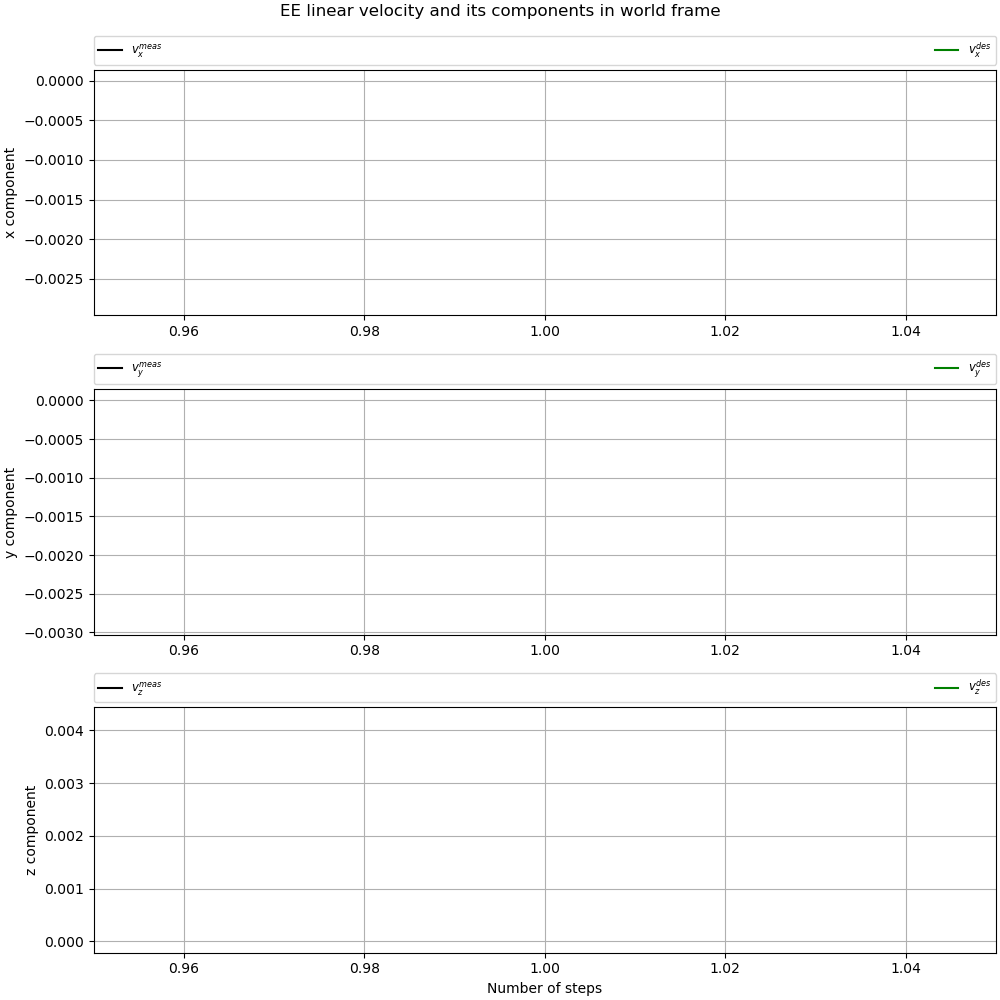 EE linear velocity and its components in world frame
v_x^{meas} v_x^{des}
0.0000
−0.0005
−0.0010
−0.0015
−0.0020
−0.0025
x component
0.96 0.98 1.00 1.02 1.04
v_y^{meas} v_y^{des}
0.0000
−0.0005
−0.0010
−0.0015
−0.0020
−0.0025
−0.0030
y component
0.96 0.98 1.00 1.02 1.04
v_z^{meas} v_z^{des}
0.004
0.003
0.002
0.001
0.000
z component
0.96 0.98 1.00 1.02 1.04
Number of steps